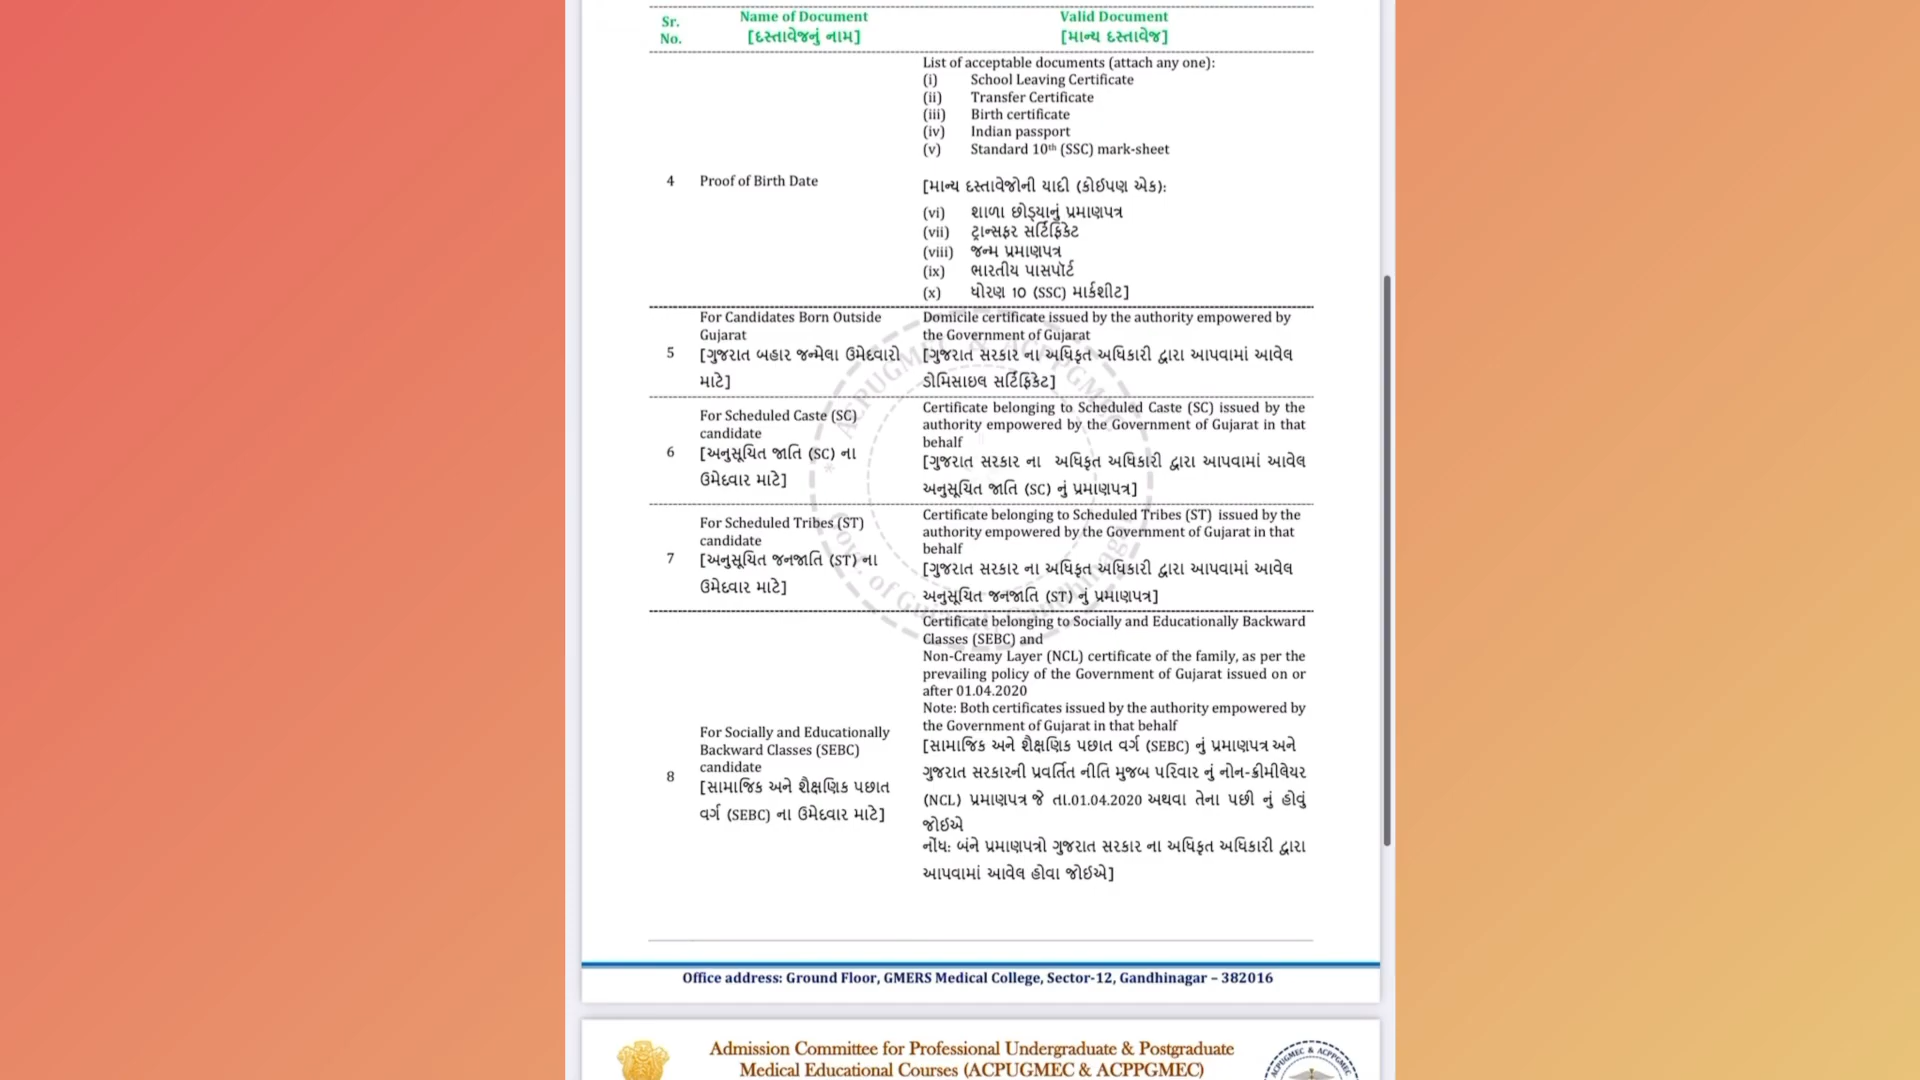 Sr. No.
Name of Document
[દસ્તાવેજનું નામ]
Valid Document
[માન્ય દસ્તાવેજ]
4
Proof of Birth Date
List of acceptable documents (attach any one):
(i) School Leaving Certificate
(ii) Transfer Certificate
(iii) Birth certificate
(iv) Indian passport
(v) Standard 10th (SSC) mark-sheet
[માન્ય દસ્તાવેજોની યાદી (કોઈપણ એક):
(vi) શાળા છોડ્યાનું પ્રમાણપત્ર
(vii) ટ્રાન્સફર સર્ટિફિકેટ
(viii) જન્મ પ્રમાણપત્ર
(ix) ભારતીય પાસપૉર્ટ
(x) ધોરણ 10 (SSC) માર્કશીટ]
5
For Candidates Born Outside
Gujarat
[ગુજરાત બહાર જન્મેલા ઉમેદવારો
માટે]
Domicile certificate issued by the authority empowered by
the Government of Gujarat
[ગુજરાત સરકાર ના અધિકૃત અધિકારી દ્વારા આપવામાં આવેલ
ડોમિસાઇલ સર્ટિફિકેટ]
6
For Scheduled Caste (SC)
candidate
[અનુસૂચિત જાતિ (SC) ના
ઉમેદવાર માટે]
Certificate belonging to Scheduled Caste (SC) issued by the
authority empowered by the Government of Gujarat in that
behalf
[ગુજરાત સરકાર ના અધિકૃત અધિકારી દ્વારા આપવામાં આવેલ
અનુસૂચિત જાતિ (SC) નું પ્રમાણપત્ર]
7
For Scheduled Tribes (ST)
candidate
[અનુસૂચિત જનજાતિ (ST) ના
ઉમેદવાર માટે]
Certificate belonging to Scheduled Tribes (ST) issued by the
authority empowered by the Government of Gujarat in that
behalf
[ગુજરાત સરકાર ના અધિકૃત અધિકારી દ્વારા આપવામાં આવેલ
અનુસૂચિત જનજાતિ (ST) નું પ્રમાણપત્ર]
8
For Socially and Educationally
Backward Classes (SEBC)
candidate
[સામાજિક અને શૈક્ષણિક પછાત
વર્ગ (SEBC) ના ઉમેદવાર માટે]
Certificate belonging to Socially and Educationally Backward
Classes (SEBC) and
Non-Creamy Layer (NCL) certificate of the family, as per the
prevailing policy of the Government of Gujarat issued on or
after 01.04.2020
Note: Both certificates issued by the authority empowered by
the Government of Gujarat in that behalf
[સામાજિક અને શૈક્ષણિક પછાત વર્ગ (SEBC) નું પ્રમાણપત્ર અને
ગુજરાત સરકારની પ્રવર્તિત નીતિ મુજબ પરિવાર નું નોન-ક્રીમીલેયર
(NCL) પ્રમાણપત્ર જે તા.01.04.2020 અથવા તેના પછી નું હોવું
જોઇએ
નોંધ: બંને પ્રમાણપત્રો ગુજરાત સરકાર ના અધિકૃત અધિકારી દ્વારા
આપવામાં આવેલ હોવા જોઈએ]
Office address: Ground Floor, GMERS Medical College, Sector-12, Gandhinagar – 382016
Admission Committee for Professional Undergraduate & Postgraduate
Medical Educational Courses (ACPUGMEC & ACPPGMEC)
ACPUGMEC & ACPPGMEC